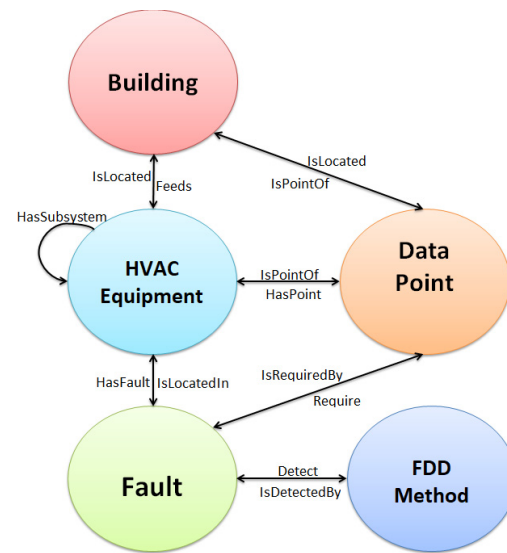 Building
IsLocated
Feeds
IsLocated
IsPointOf
HasSubsystem
HVAC
Equipment
IsPointOf
HasPoint
Data
Point
HasFault
IsLocatedIn
IsRequiredBy
Require
Fault
Detect
IsDetectedBy
FDD
Method